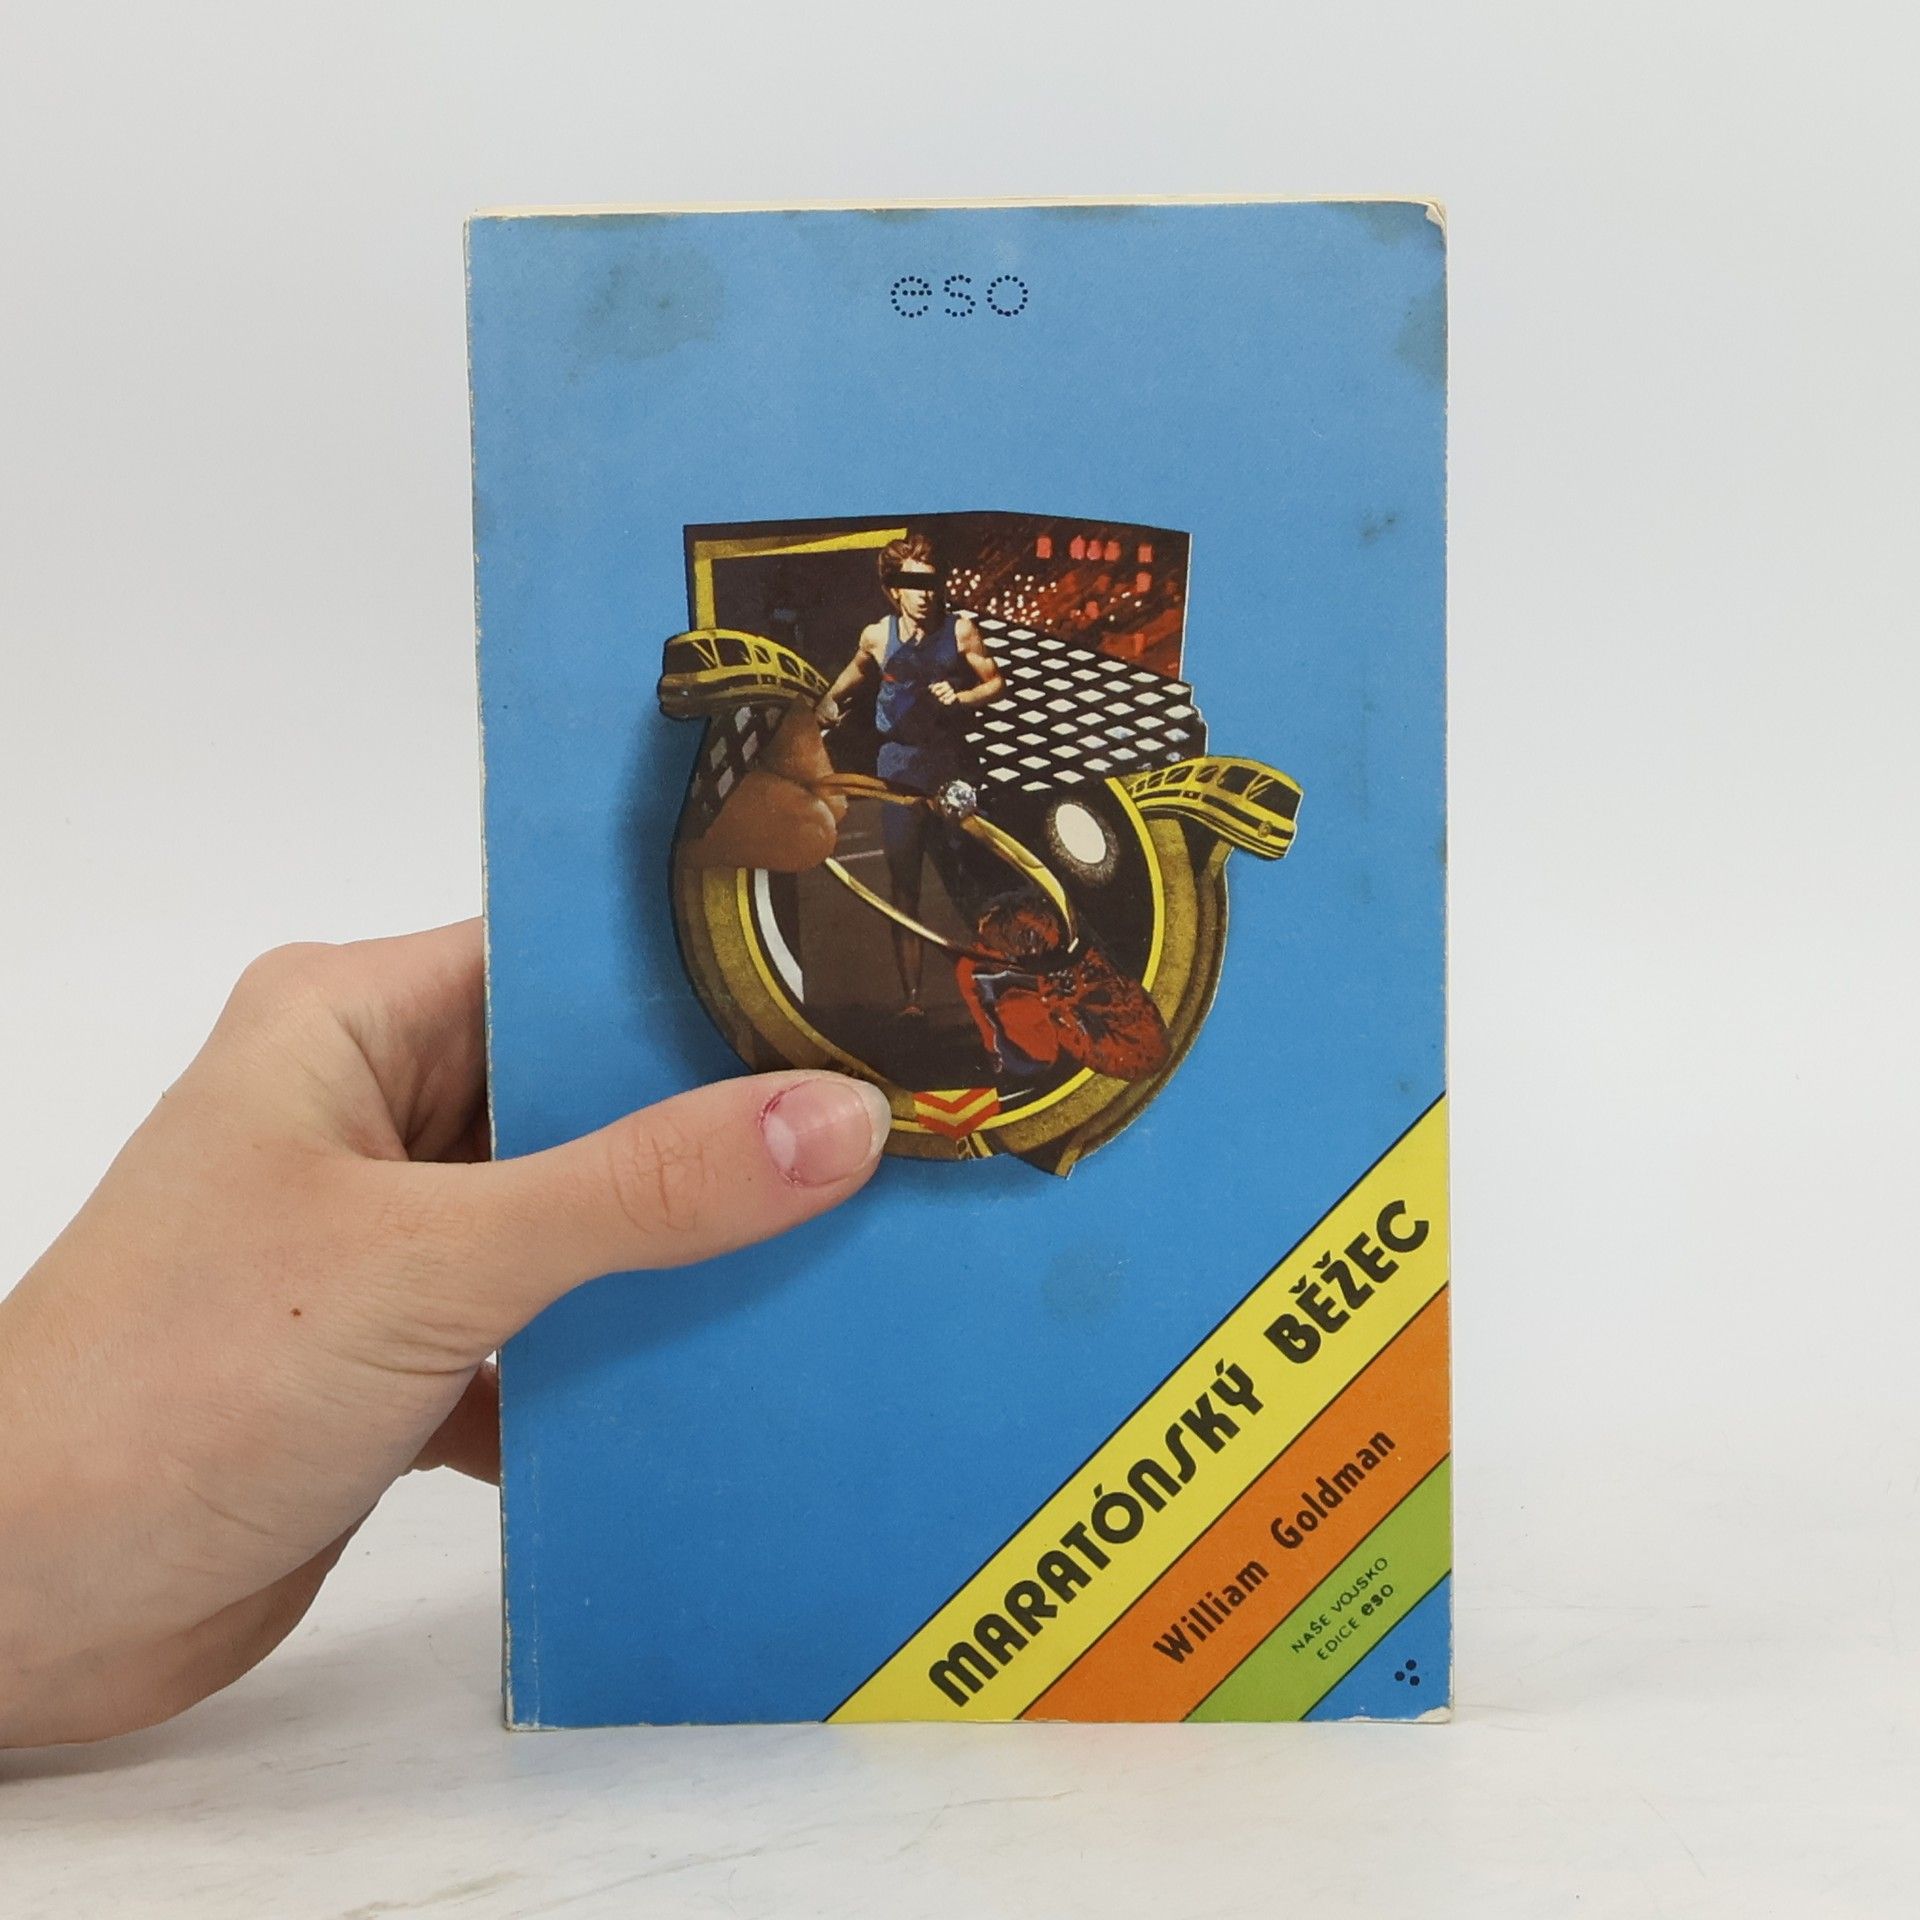 eso
MARATÓNSKÝ BĚŽEC
William Goldman
NAŠE VOJSKO
EDICE eso